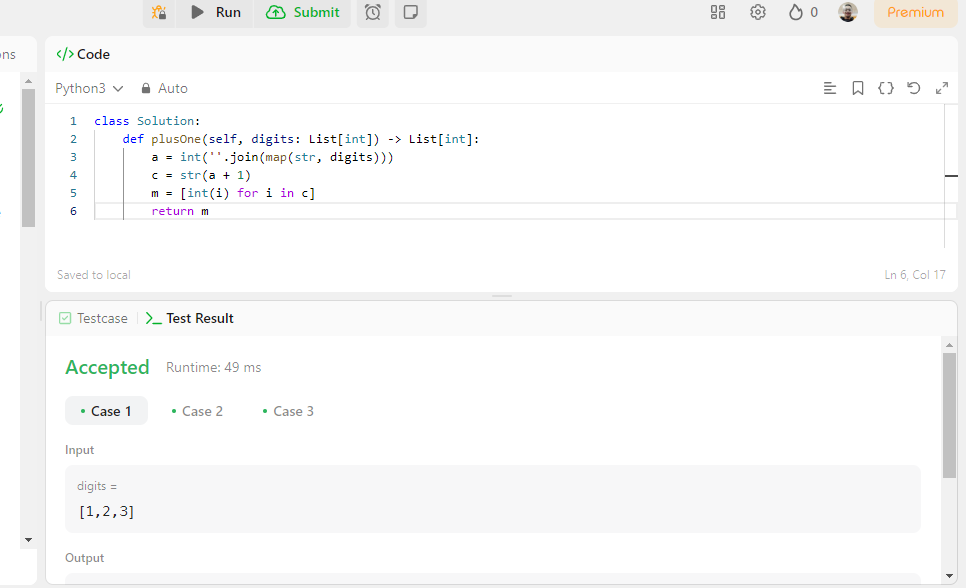 Run
Submit
0
Premium
ons
</> Code
Python3
Auto
1 class Solution:
2 def plusOne(self, digits: List[int]) -> List[int]:
3 a = int(''.join(map(str, digits)))
4 c = str(a + 1)
5 m = [int(i) for i in c]
6 return m
Saved to local
Ln 6, Col 17
Testcase
Test Result
Accepted
Runtime: 49 ms
Case 1
Case 2
Case 3
Input
digits =
[1,2,3]
Output